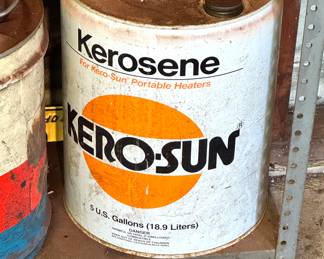 Kerosene
For Kero-Sun® Portable Heaters
KERO-SUN®
5 U.S. Gallons (18.9 Liters)
DANGER